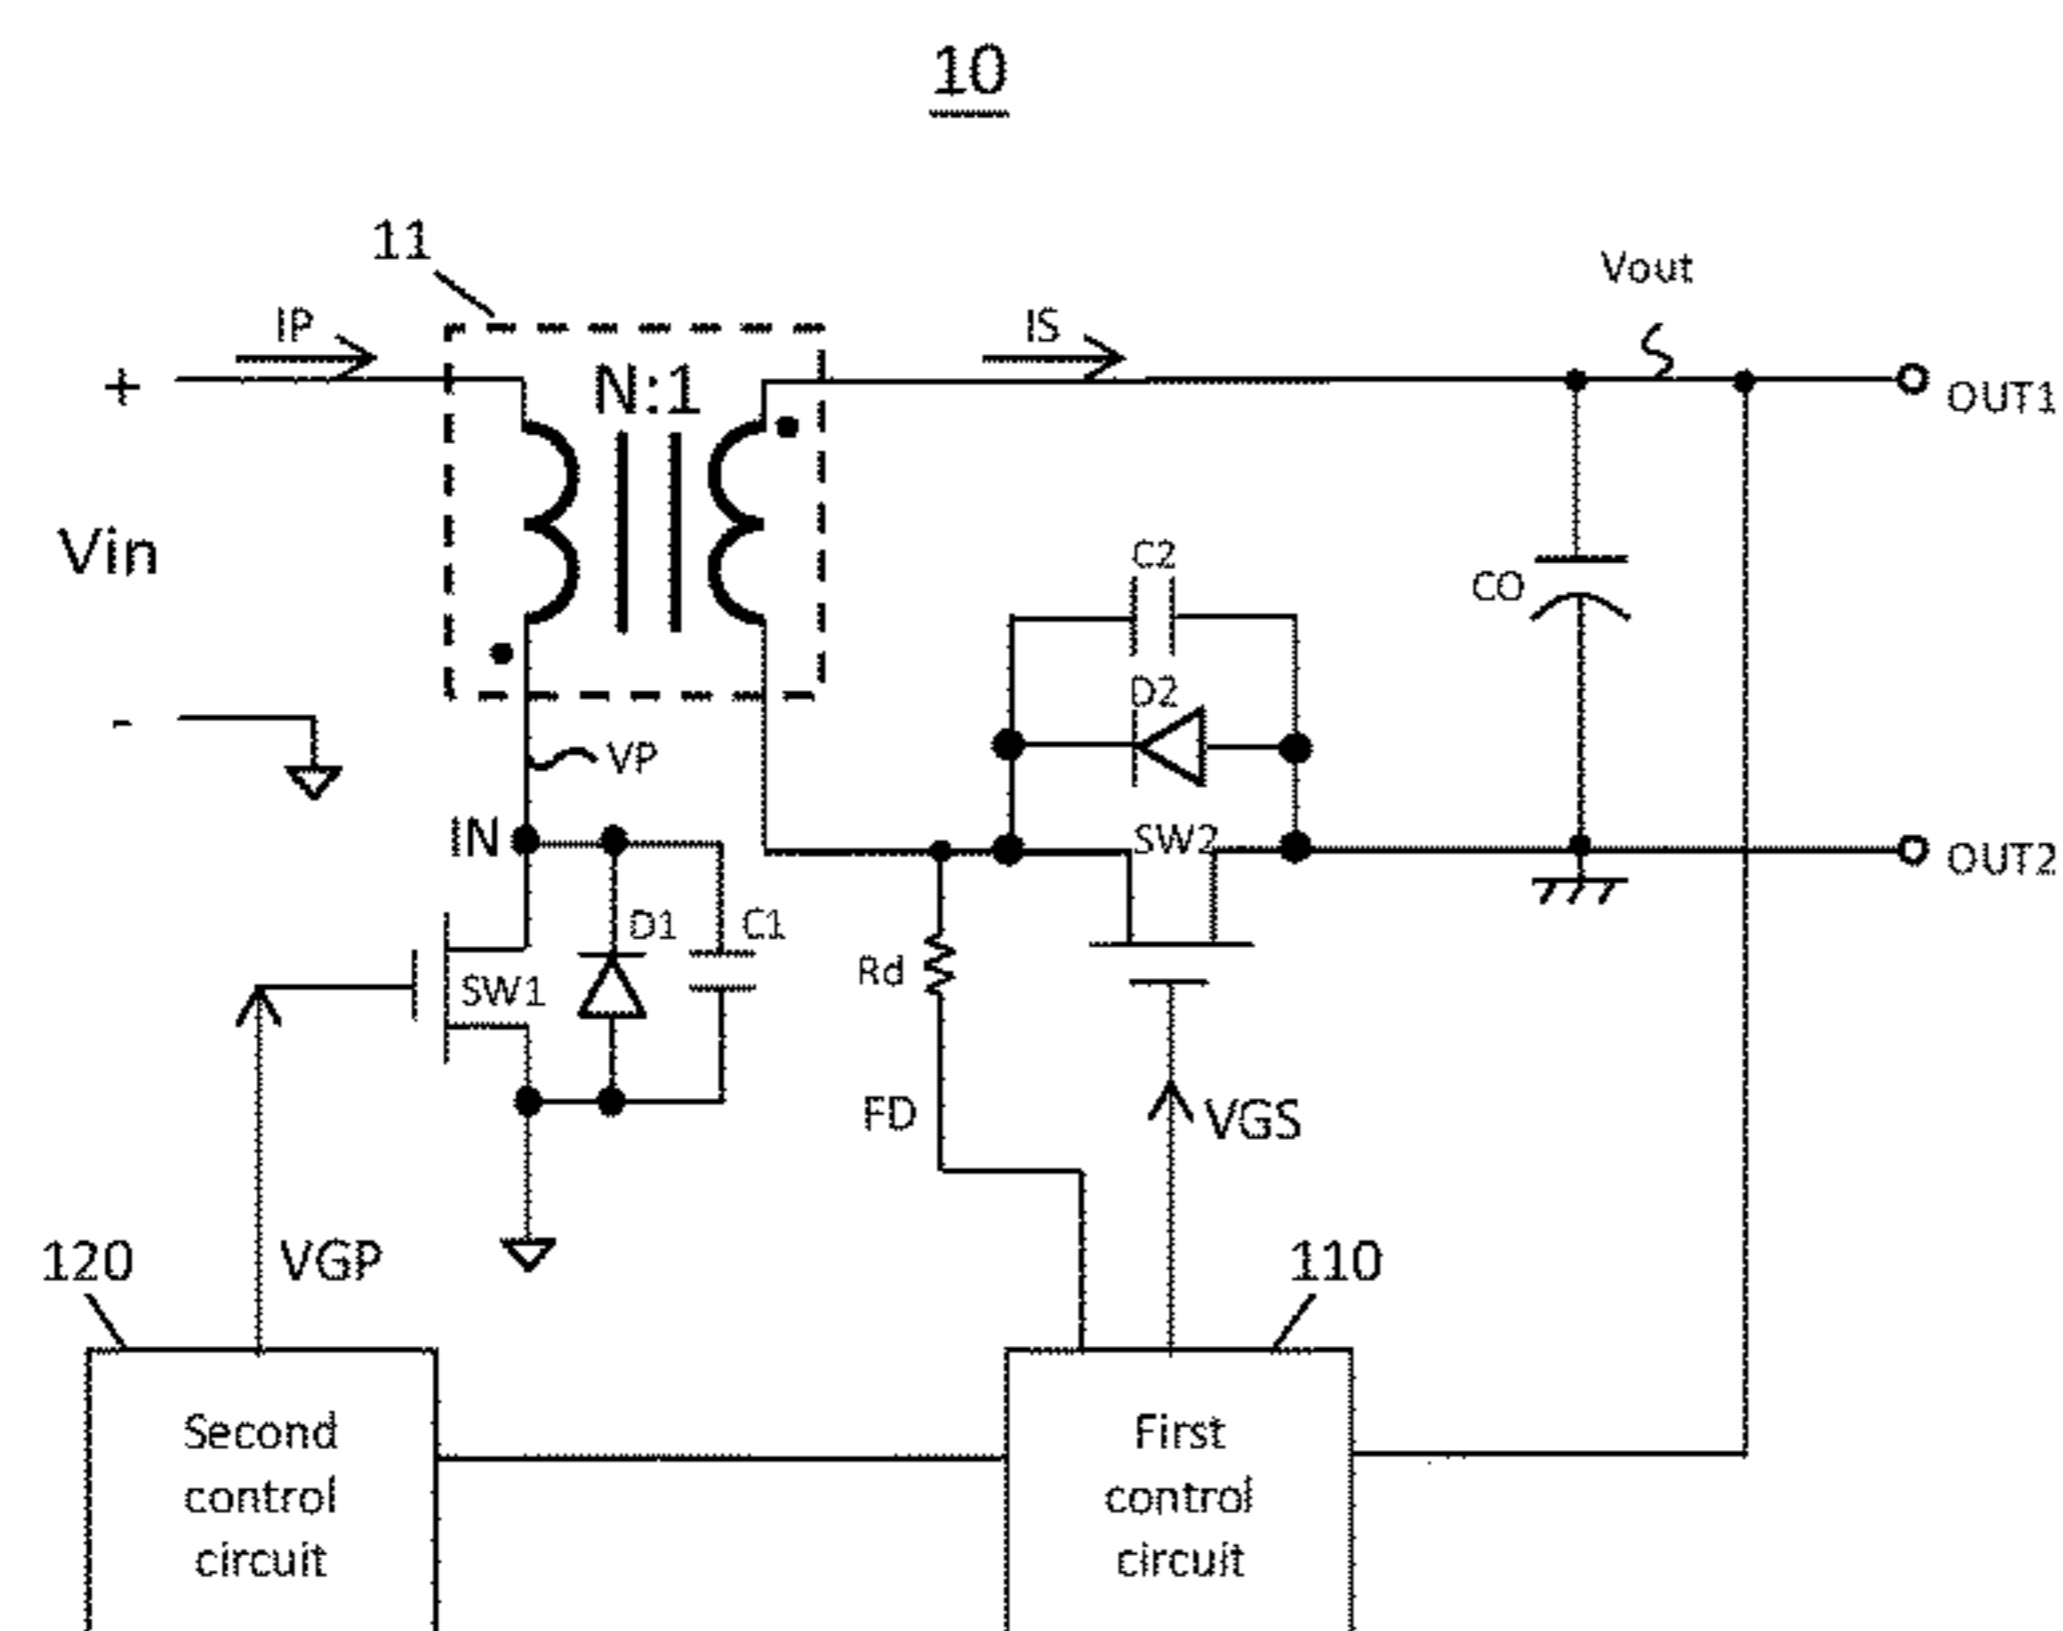 10
11
Vout
IP
IS
+
N:1
OUT1
Vin
C2
CO
D2
-
VP
IN
SW2
OUT2
D1
C1
Rd
SW1
FD
VGS
120
VGP
110
Second
control
circuit
First
control
circuit